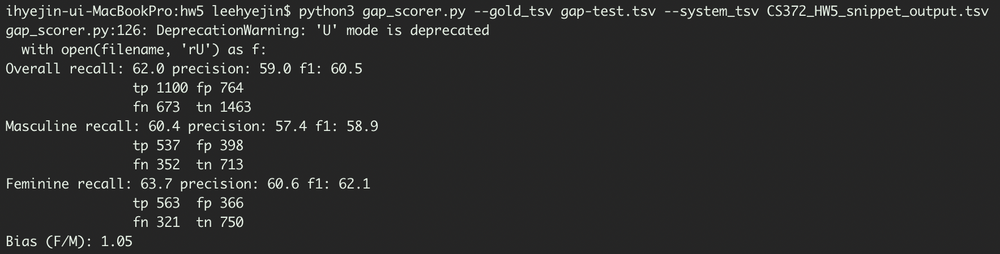 ihyejin-ui-MacBookPro:hw5 leehyejin$ python3 gap_scorer.py --gold_tsv gap-test.tsv --system_tsv CS372_HW5_snippet_output.tsv
gap_scorer.py:126: DeprecationWarning: 'U' mode is deprecated
  with open(filename, 'rU') as f:
Overall recall: 62.0 precision: 59.0 f1: 60.5
                tp 1100 fp 764
                fn 673  tn 1463
Masculine recall: 60.4 precision: 57.4 f1: 58.9
                tp 537  fp 398
                fn 352  tn 713
Feminine recall: 63.7 precision: 60.6 f1: 62.1
                tp 563  fp 366
                fn 321  tn 750
Bias (F/M): 1.05